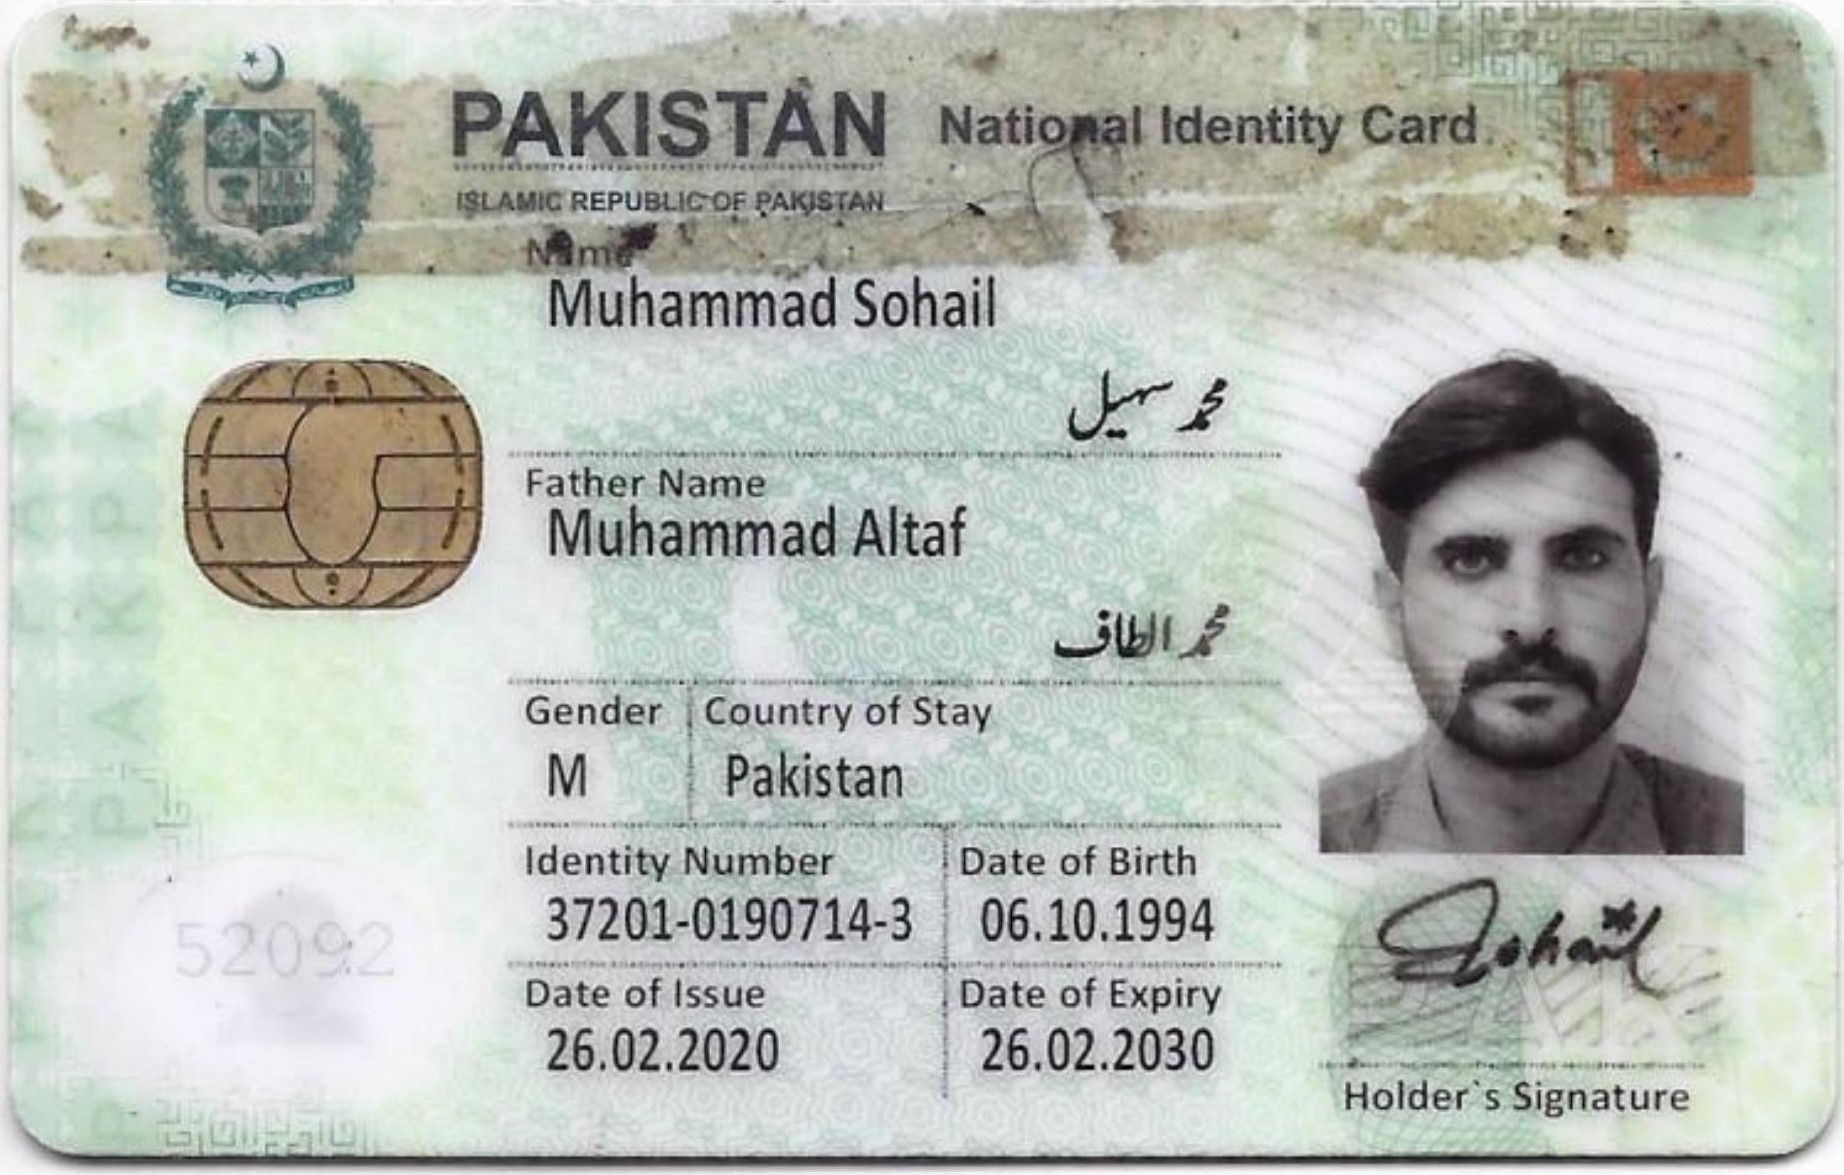 PAKISTAN National Identity Card
ISLAMIC REPUBLIC OF PAKISTAN
Name
Muhammad Sohail
محمد سہیل
Father Name
Muhammad Altaf
محمد الطاف
Gender Country of Stay
M Pakistan
Identity Number Date of Birth
37201-0190714-3 06.10.1994
Date of Issue Date of Expiry
26.02.2020 26.02.2030
52092
Sohail
Holder`s Signature